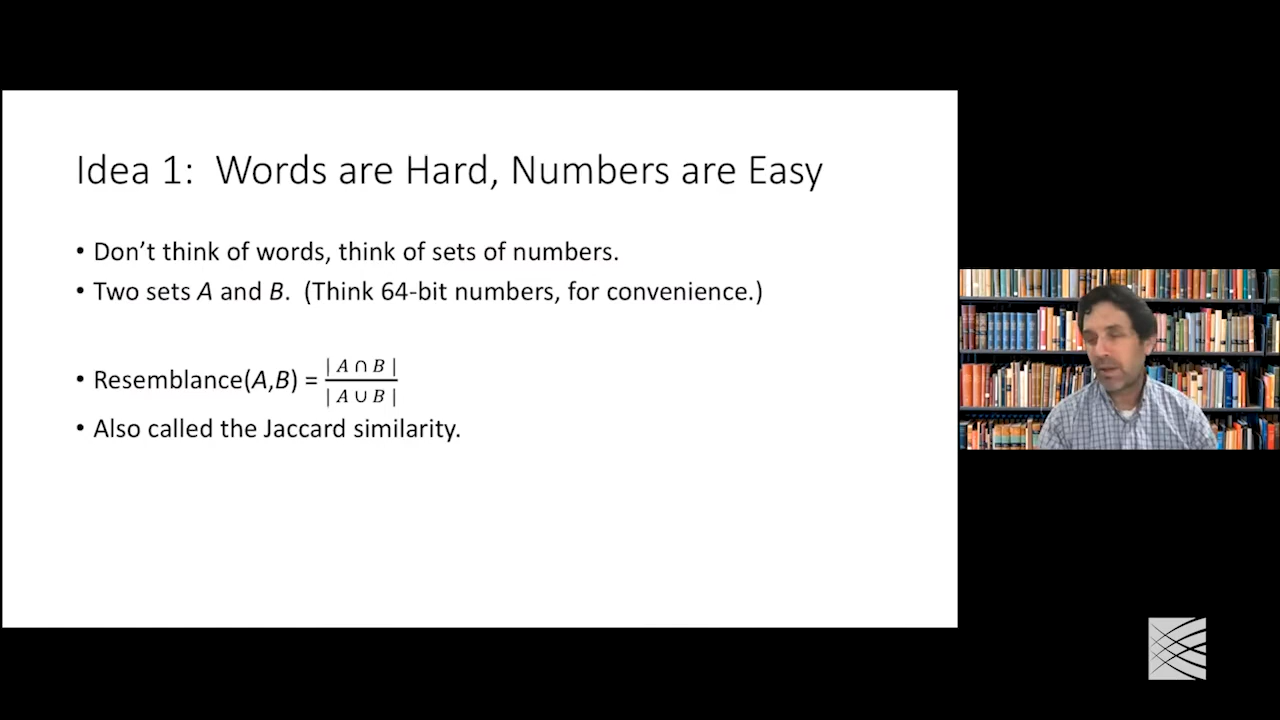 Idea 1:  Words are Hard, Numbers are Easy
• Don’t think of words, think of sets of numbers.
• Two sets A and B.  (Think 64-bit numbers, for convenience.)
• Resemblance(A,B) = | A ∩ B | / | A ∪ B |
• Also called the Jaccard similarity.